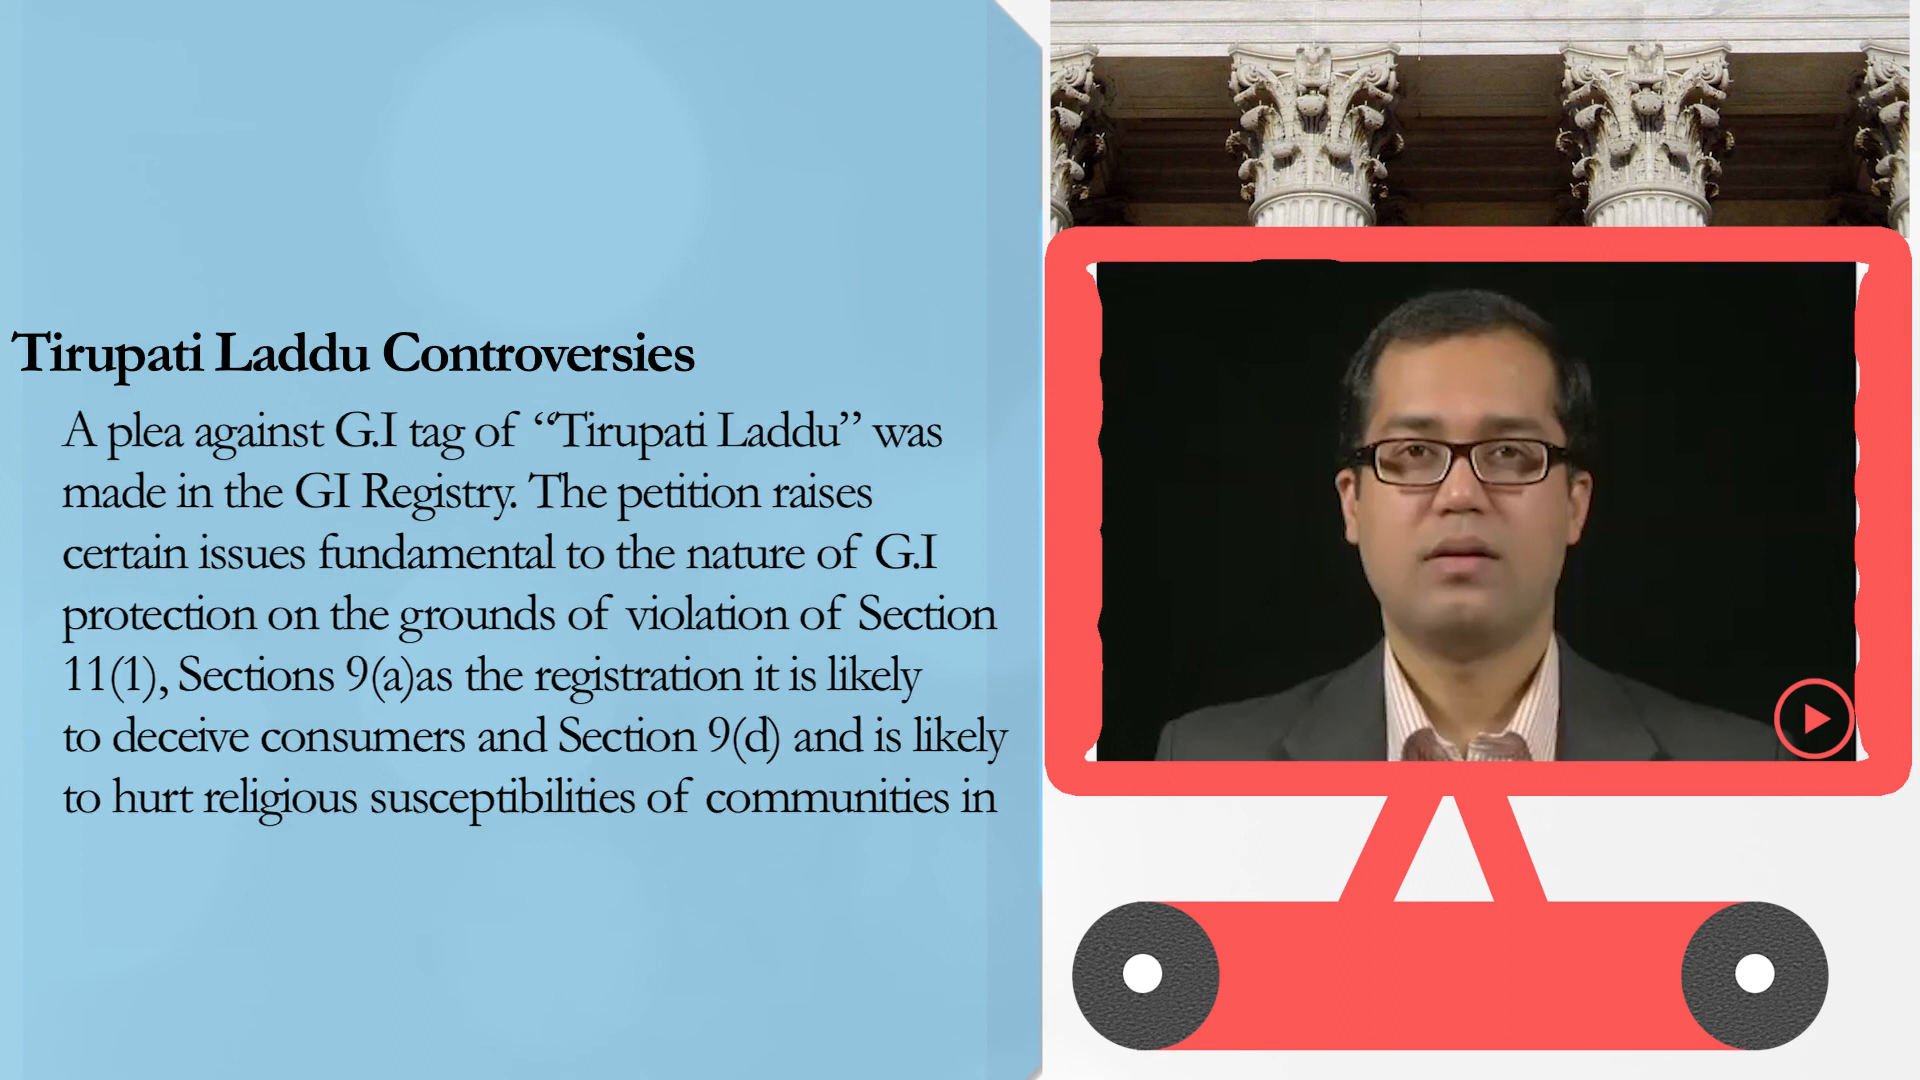 Tirupati Laddu Controversies
A plea against G.I tag of “Tirupati Laddu” was
made in the GI Registry. The petition raises
certain issues fundamental to the nature of G.I
protection on the grounds of violation of Section
11(1), Sections 9(a)as the registration it is likely
to deceive consumers and Section 9(d) and is likely
to hurt religious susceptibilities of communities in